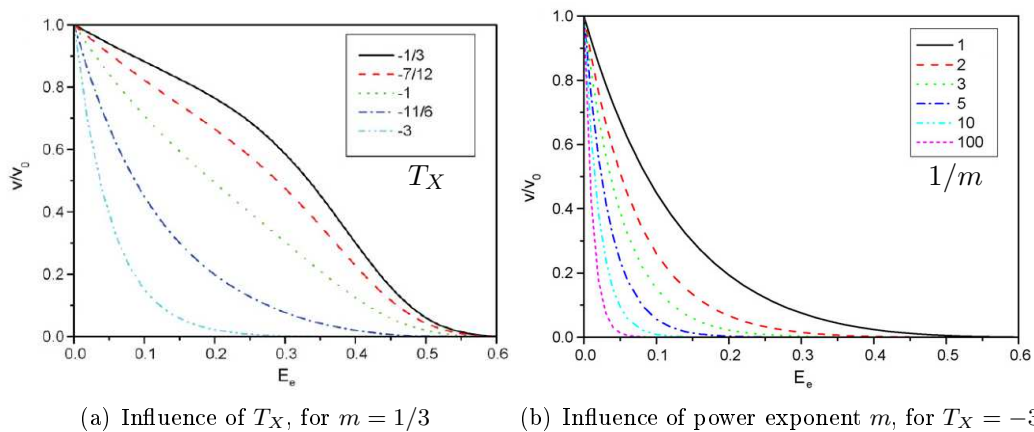 1.0
0.8
0.6
0.4
0.2
0.0
v/v0
0.0 0.1 0.2 0.3 0.4 0.5 0.6
Ee
-1/3
-7/12
-1
-11/6
-3
TX
(a) Influence of TX, for m = 1/3
1.0
0.8
0.6
0.4
0.2
0.0
v/v0
0.0 0.1 0.2 0.3 0.4 0.5 0.6
Ee
1
2
3
5
10
100
1/m
(b) Influence of power exponent m, for TX = −3